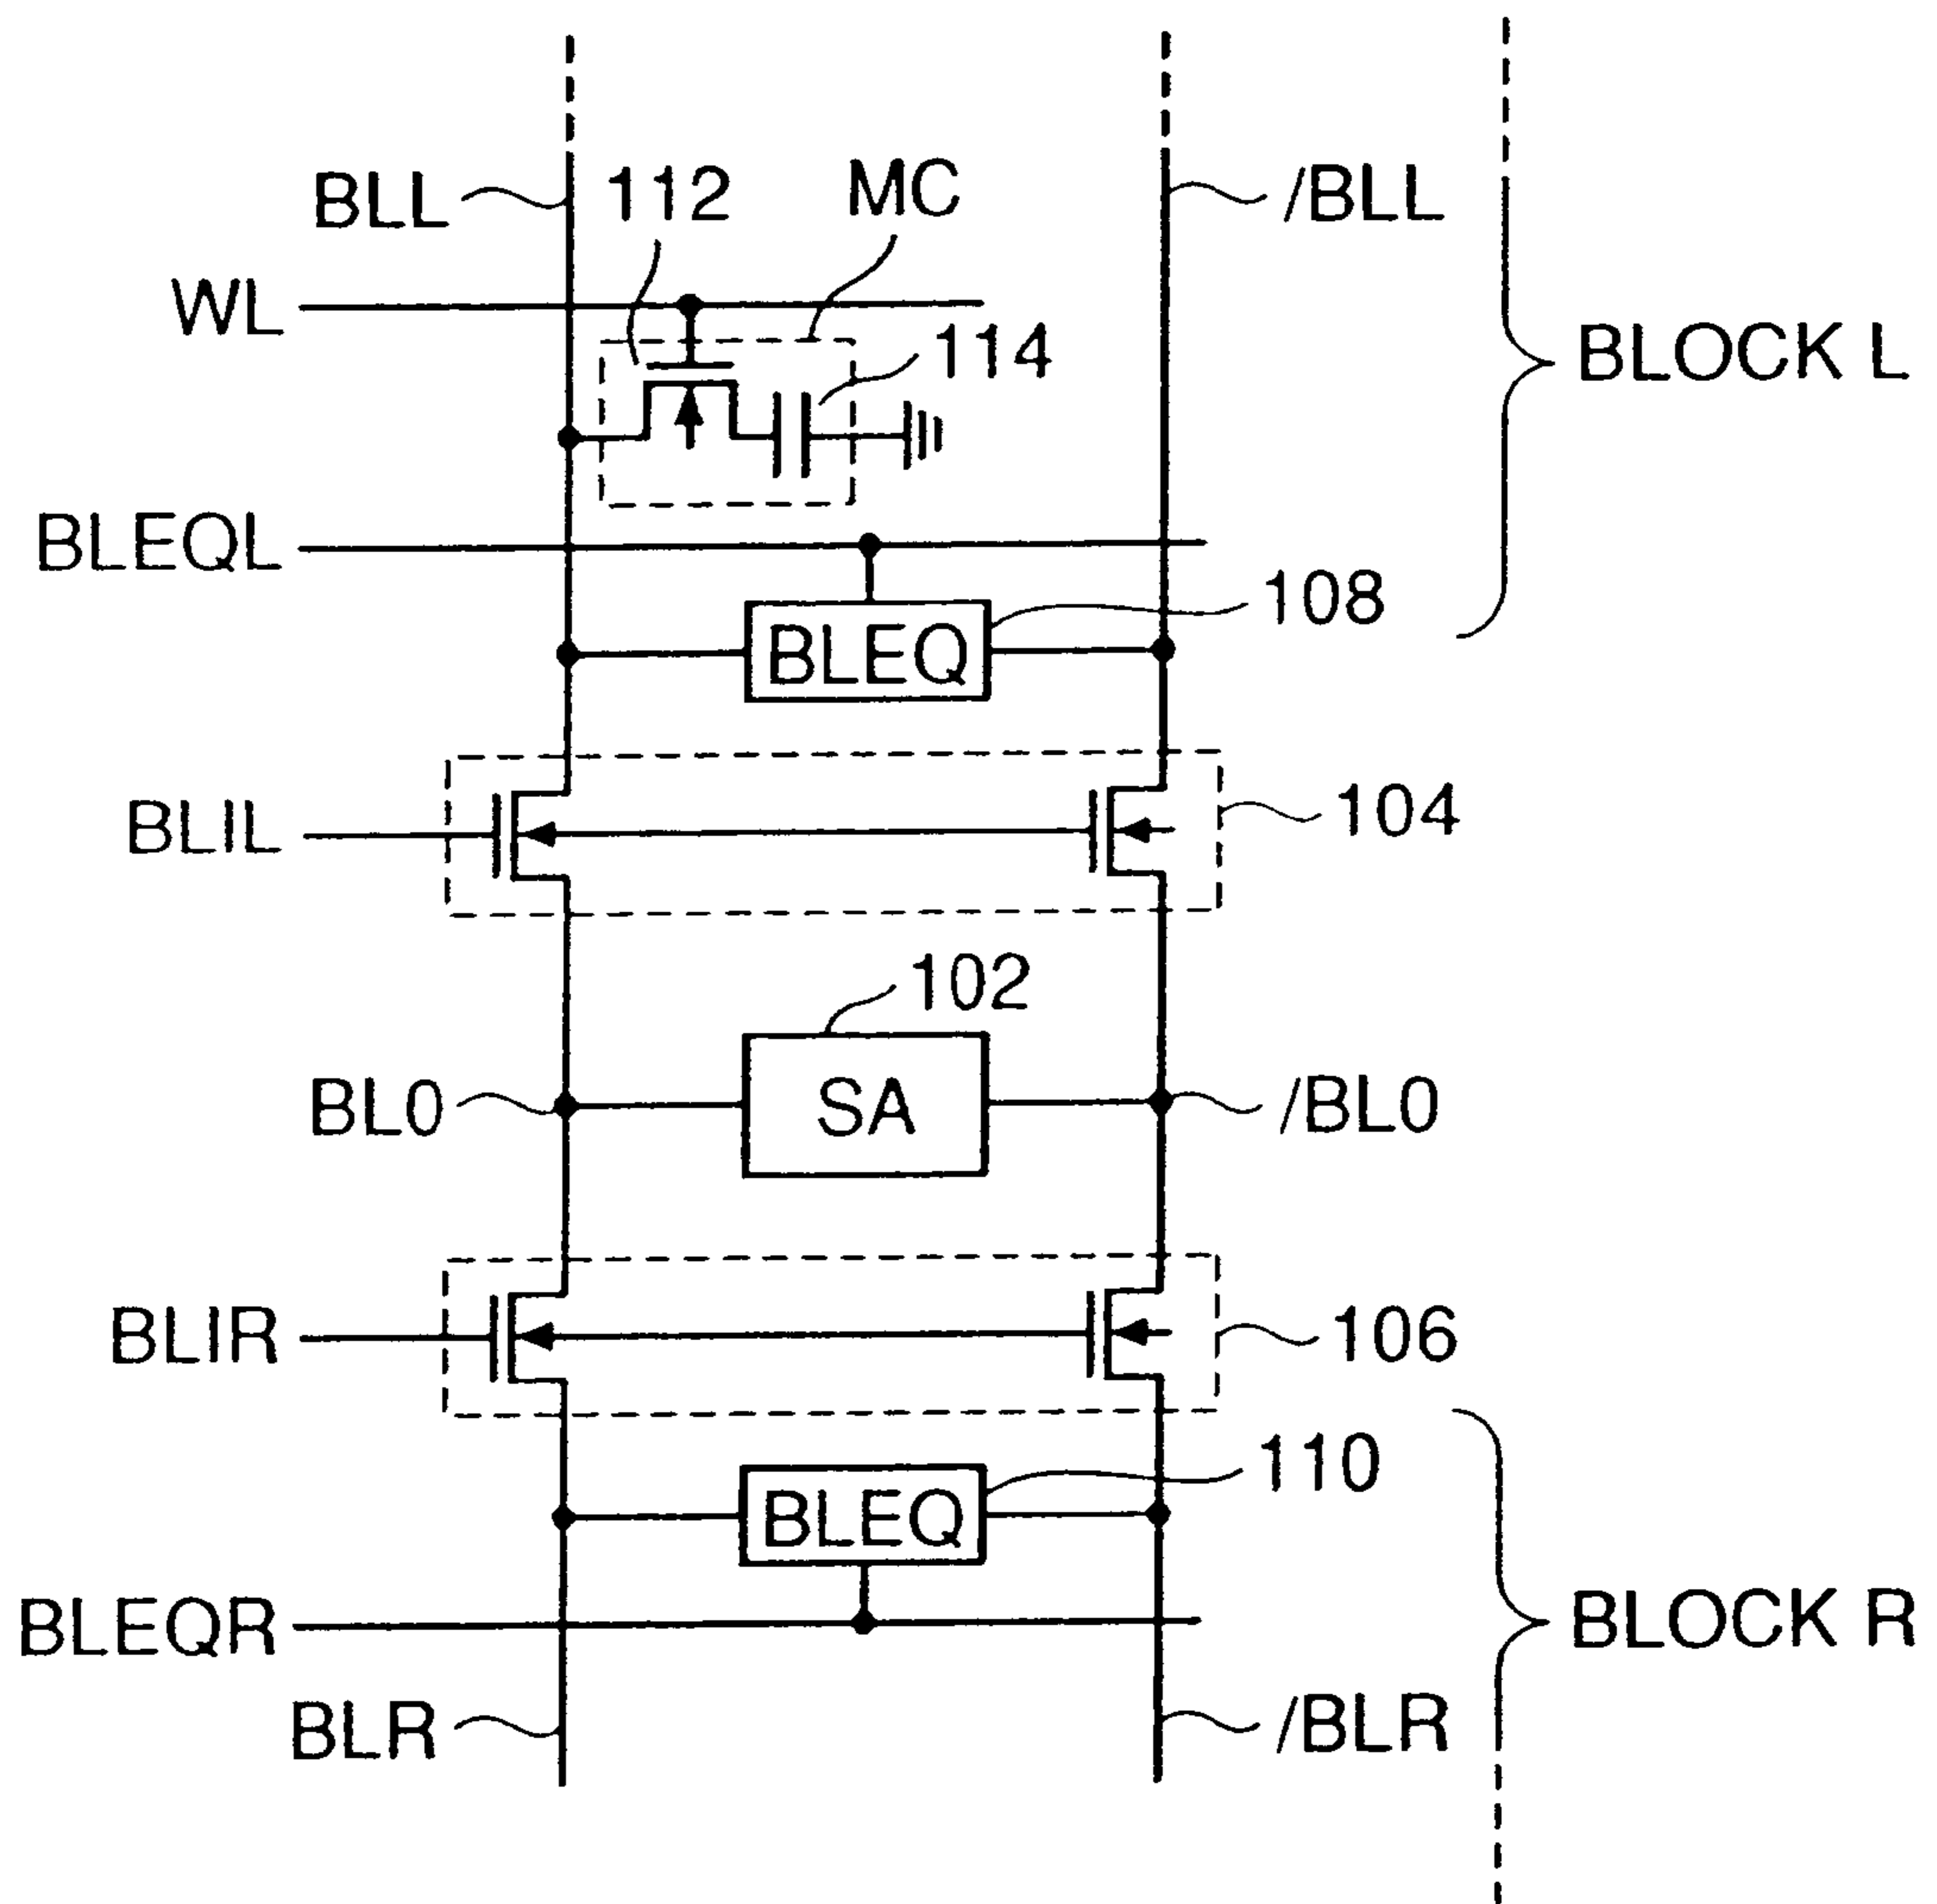 BLL
112
MC
/BLL
WL
114
BLOCK L
BLEQL
108
BLEQ
BLIL
104
102
BL0
SA
/BL0
BLIR
106
110
BLEQ
BLEQR
BLOCK R
BLR
/BLR